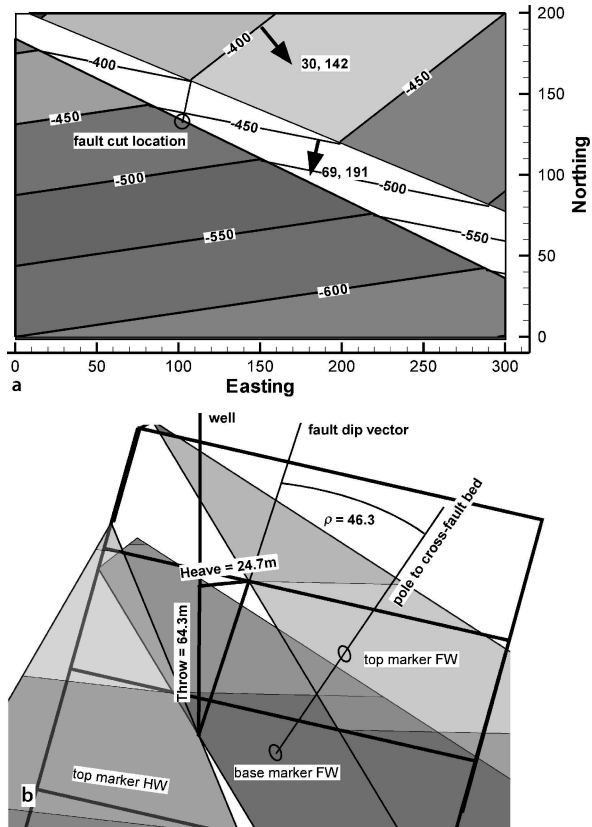 200
150
100
50
0
Northing
-400
-400
30, 142
-450
-450
-450
fault cut location
69, 191
-500
-500
-550
-550
-600
0 50 100 150 200 250 300
a
Easting
well
fault dip vector
ρ = 46.3
pole to cross-fault bed
Heave = 24.7m
Throw = 64.3m
top marker FW
base marker FW
top marker HW
b